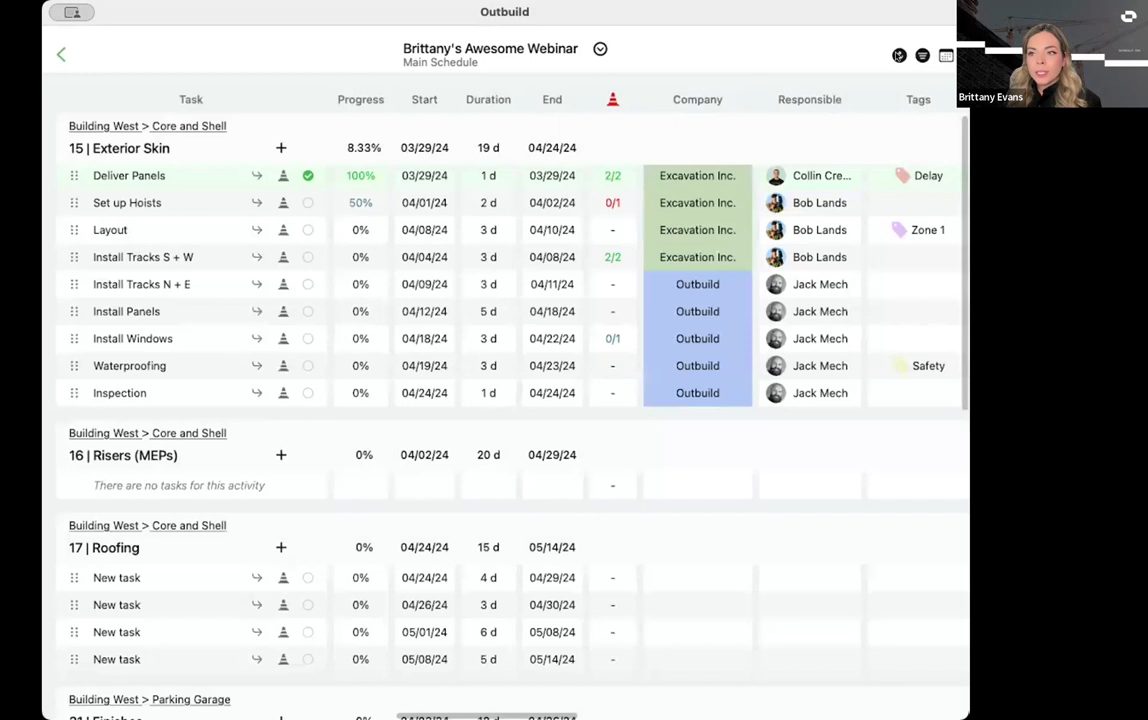 Outbuild
Brittany's Awesome Webinar
Main Schedule
Brittany Evans
Task Progress Start Duration End Company Responsible Tags
Building West > Core and Shell
15 | Exterior Skin + 8.33% 03/29/24 19 d 04/24/24
Deliver Panels 100% 03/29/24 1 d 03/29/24 2/2 Excavation Inc. Collin Cre... Delay
Set up Hoists 50% 04/01/24 2 d 04/02/24 0/1 Excavation Inc. Bob Lands
Layout 0% 04/08/24 3 d 04/10/24 - Excavation Inc. Bob Lands Zone 1
Install Tracks S + W 0% 04/04/24 3 d 04/08/24 2/2 Excavation Inc. Bob Lands
Install Tracks N + E 0% 04/09/24 3 d 04/11/24 - Outbuild Jack Mech
Install Panels 0% 04/12/24 5 d 04/18/24 - Outbuild Jack Mech
Install Windows 0% 04/18/24 3 d 04/22/24 0/1 Outbuild Jack Mech
Waterproofing 0% 04/19/24 3 d 04/23/24 - Outbuild Jack Mech Safety
Inspection 0% 04/24/24 1 d 04/24/24 - Outbuild Jack Mech
Building West > Core and Shell
16 | Risers (MEPs) + 0% 04/02/24 20 d 04/29/24
There are no tasks for this activity -
Building West > Core and Shell
17 | Roofing + 0% 04/24/24 15 d 05/14/24
New task 0% 04/24/24 4 d 04/29/24 -
New task 0% 04/26/24 3 d 04/30/24 -
New task 0% 05/01/24 6 d 05/08/24 -
New task 0% 05/08/24 5 d 05/14/24 -
Building West > Parking Garage